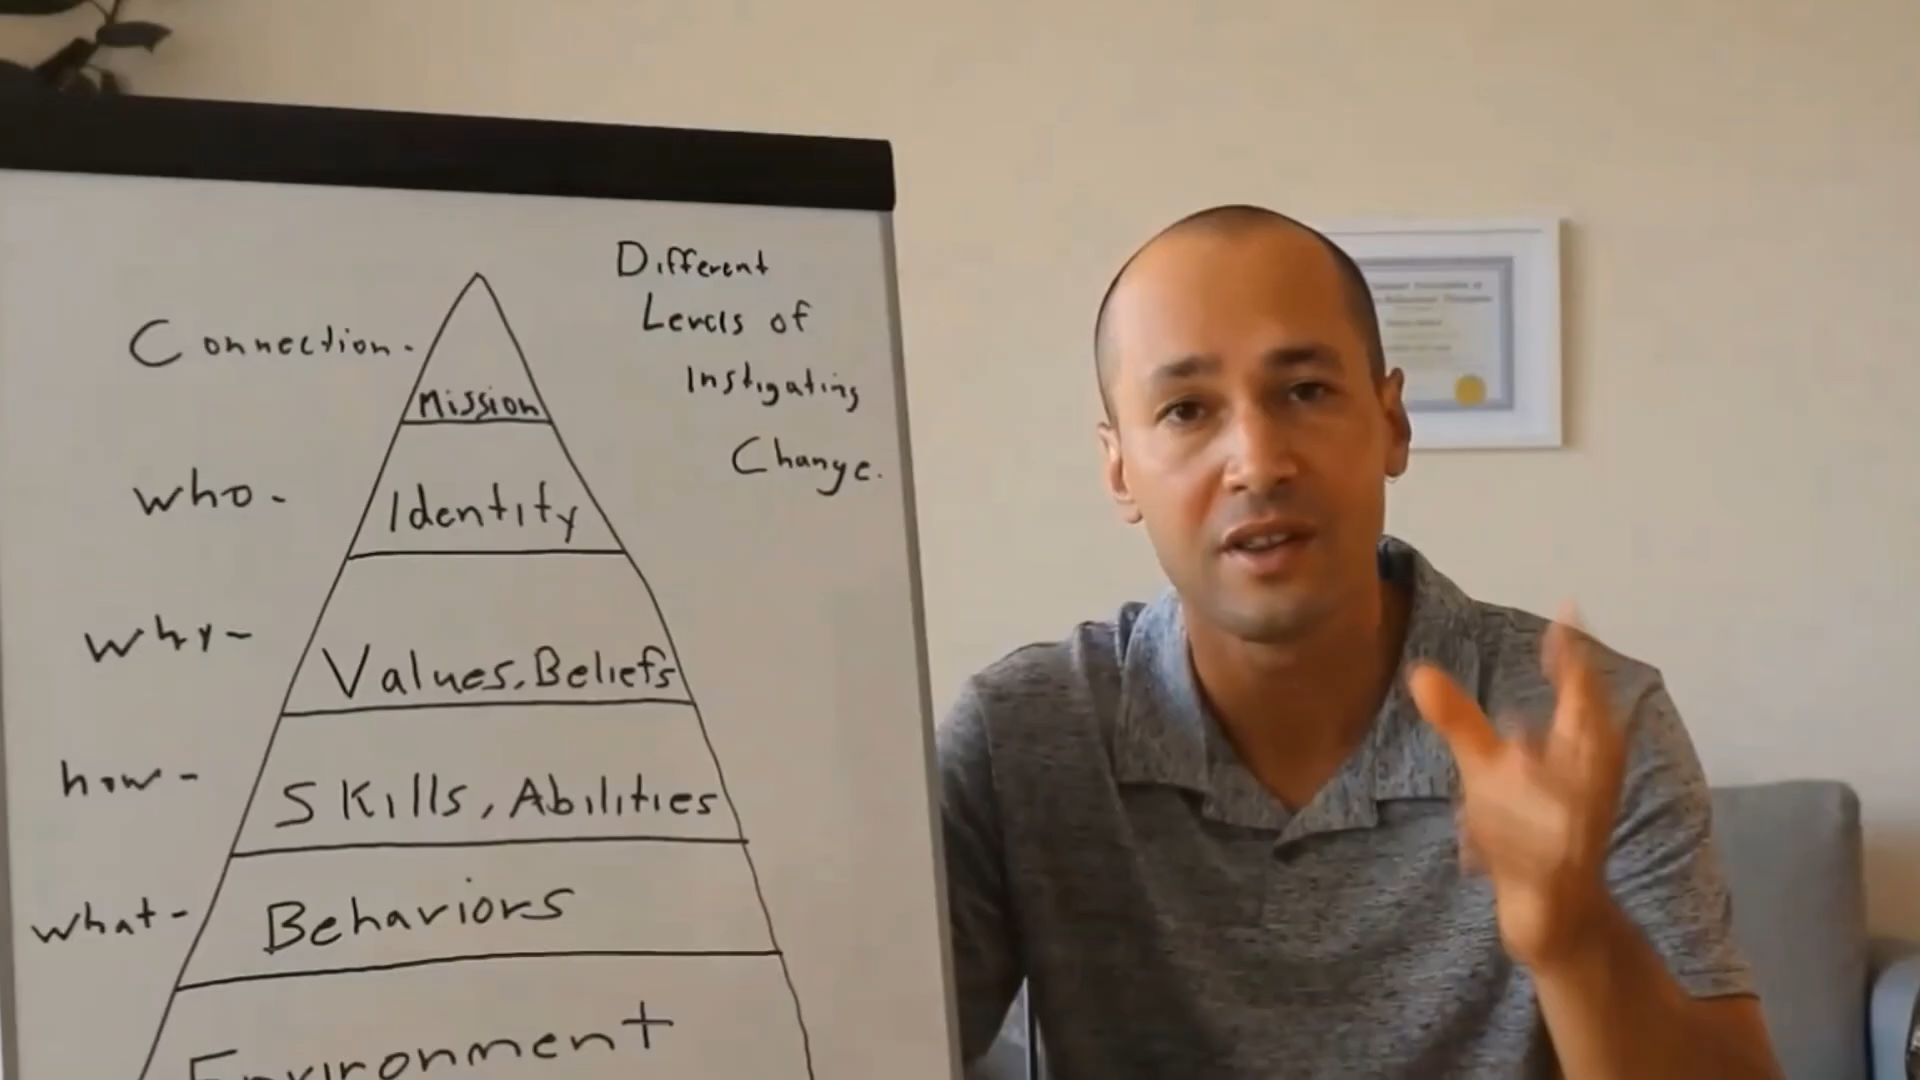 Different
Levels of
Instigating
Change.
Connection-
Mission
who-
Identity
why-
Values, Beliefs
how-
Skills, Abilities
what-
Behaviors
Environment